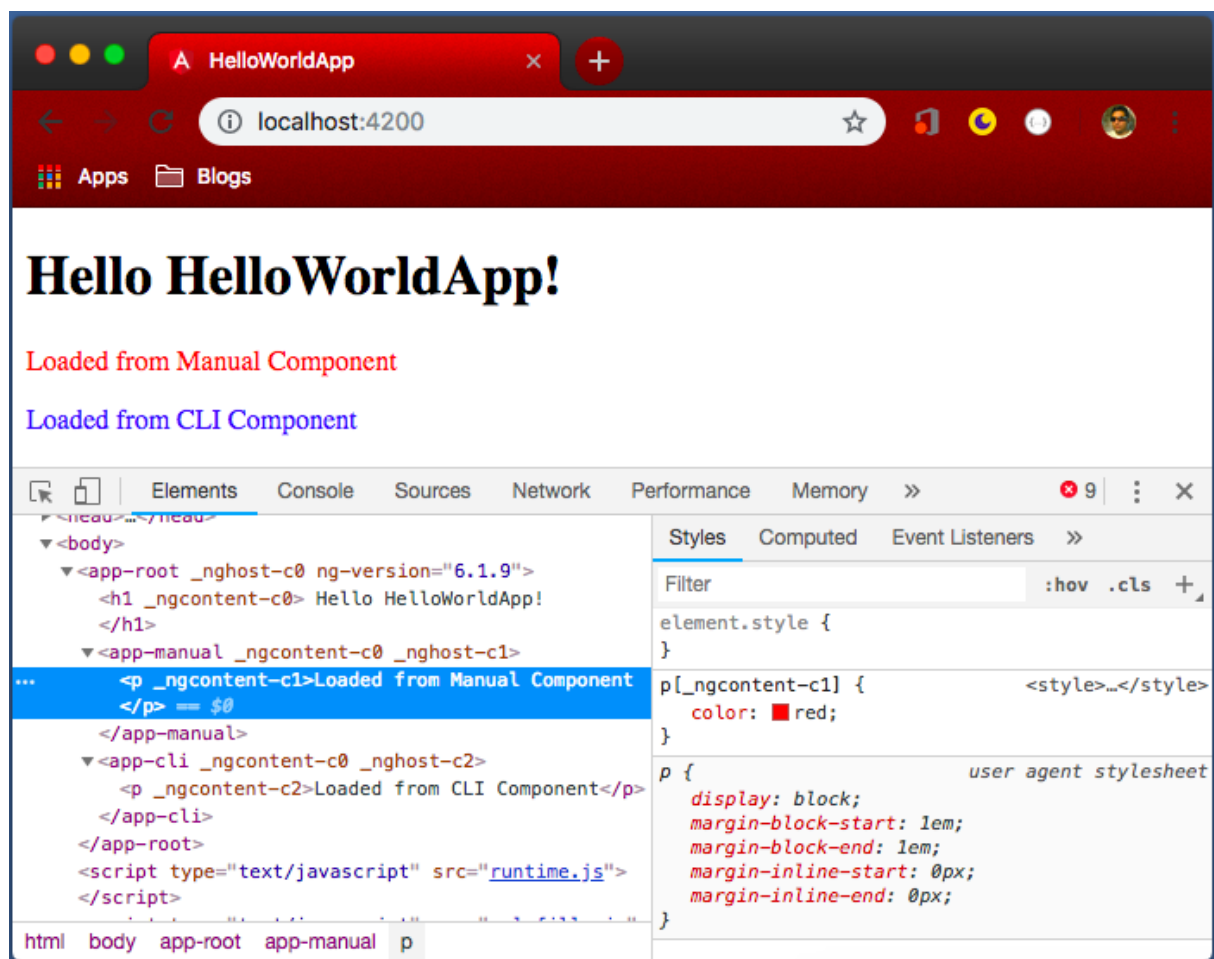 HelloWorldApp
localhost:4200
Apps Blogs
Hello HelloWorldApp!
Loaded from Manual Component
Loaded from CLI Component
Elements Console Sources Network Performance Memory » 9
▶<head>…</head>
▼<body>
▼<app-root _nghost-c0 ng-version="6.1.9">
<h1 _ngcontent-c0> Hello HelloWorldApp!
</h1>
▼<app-manual _ngcontent-c0 _nghost-c1>
<p _ngcontent-c1>Loaded from Manual Component
</p> == $0
</app-manual>
▼<app-cli _ngcontent-c0 _nghost-c2>
<p _ngcontent-c2>Loaded from CLI Component</p>
</app-cli>
</app-root>
<script type="text/javascript" src="runtime.js">
</script>
html body app-root app-manual p
Styles Computed Event Listeners »
Filter :hov .cls +
element.style {
}
p[_ngcontent-c1] { <style>…</style>
color: red;
}
p { user agent stylesheet
display: block;
margin-block-start: 1em;
margin-block-end: 1em;
margin-inline-start: 0px;
margin-inline-end: 0px;
}